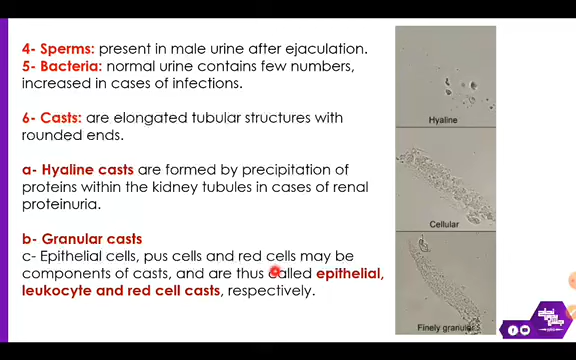 4- Sperms: present in male urine after ejaculation.
5- Bacteria: normal urine contains few numbers,
increased in cases of infections.
6- Casts: are elongated tubular structures with
rounded ends.
a- Hyaline casts are formed by precipitation of
proteins within the kidney tubules in cases of renal
proteinuria.
b- Granular casts
c- Epithelial cells, pus cells and red cells may be
components of casts, and are thus called epithelial,
leukocyte and red cell casts, respectively.
Hyaline
Cellular
Finely granular